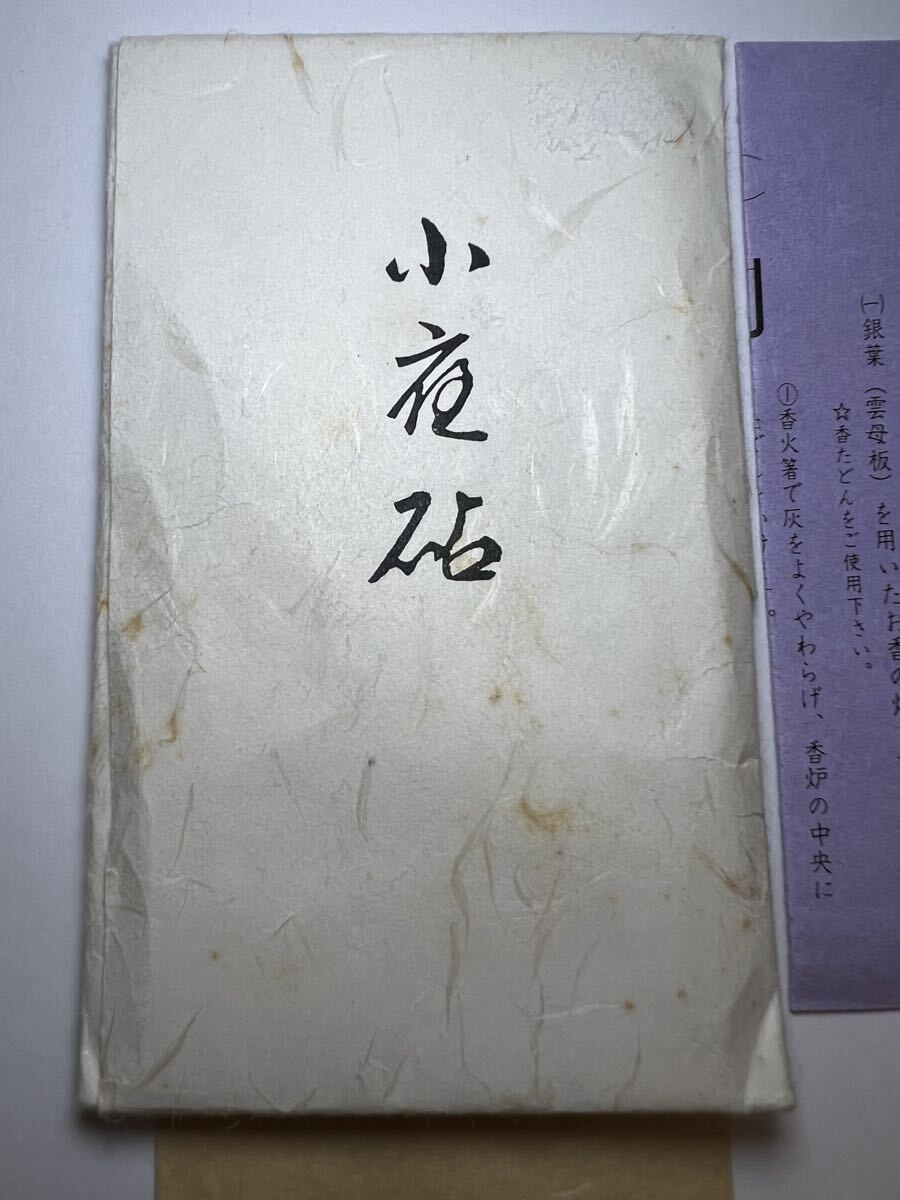 小夜砧
㈠銀葉(雲母板)を用いたお香の
☆香たどんをご使用下さい。
①香火箸で灰をよくやわらげ、香炉の中央に